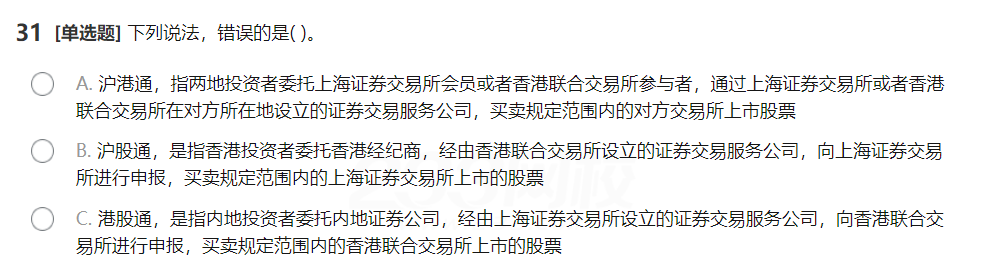 31 [单选题] 下列说法，错误的是( )。
A. 沪港通，指两地投资者委托上海证券交易所会员或者香港联合交易所参与者，通过上海证券交易所或者香港
联合交易所在对方所在地设立的证券交易服务公司，买卖规定范围内的对方交易所上市股票
B. 沪股通，是指香港投资者委托香港经纪商，经由香港联合交易所设立的证券交易服务公司，向上海证券交易
所进行申报，买卖规定范围内的上海证券交易所上市的股票
C. 港股通，是指内地投资者委托内地证券公司，经由上海证券交易所设立的证券交易服务公司，向香港联合交
易所进行申报，买卖规定范围内的香港联合交易所上市的股票